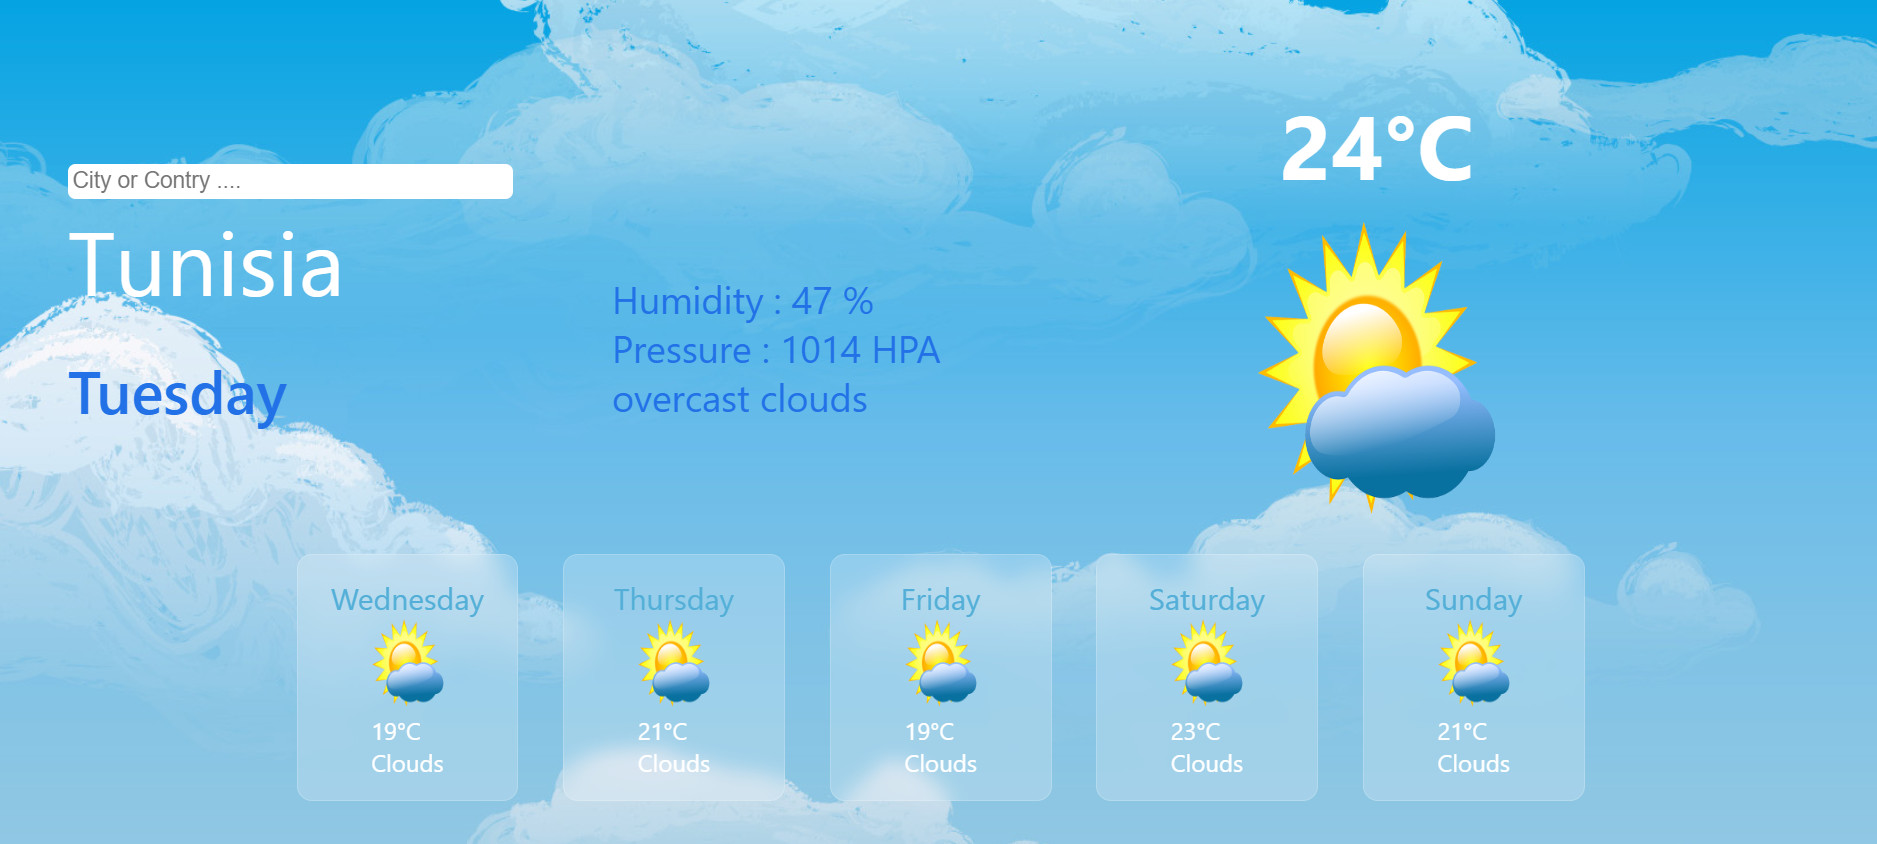 City or Contry ....
Tunisia
Tuesday
Humidity : 47 %
Pressure : 1014 HPA
overcast clouds
24°C
Wednesday
19°C
Clouds
Thursday
21°C
Clouds
Friday
19°C
Clouds
Saturday
23°C
Clouds
Sunday
21°C
Clouds